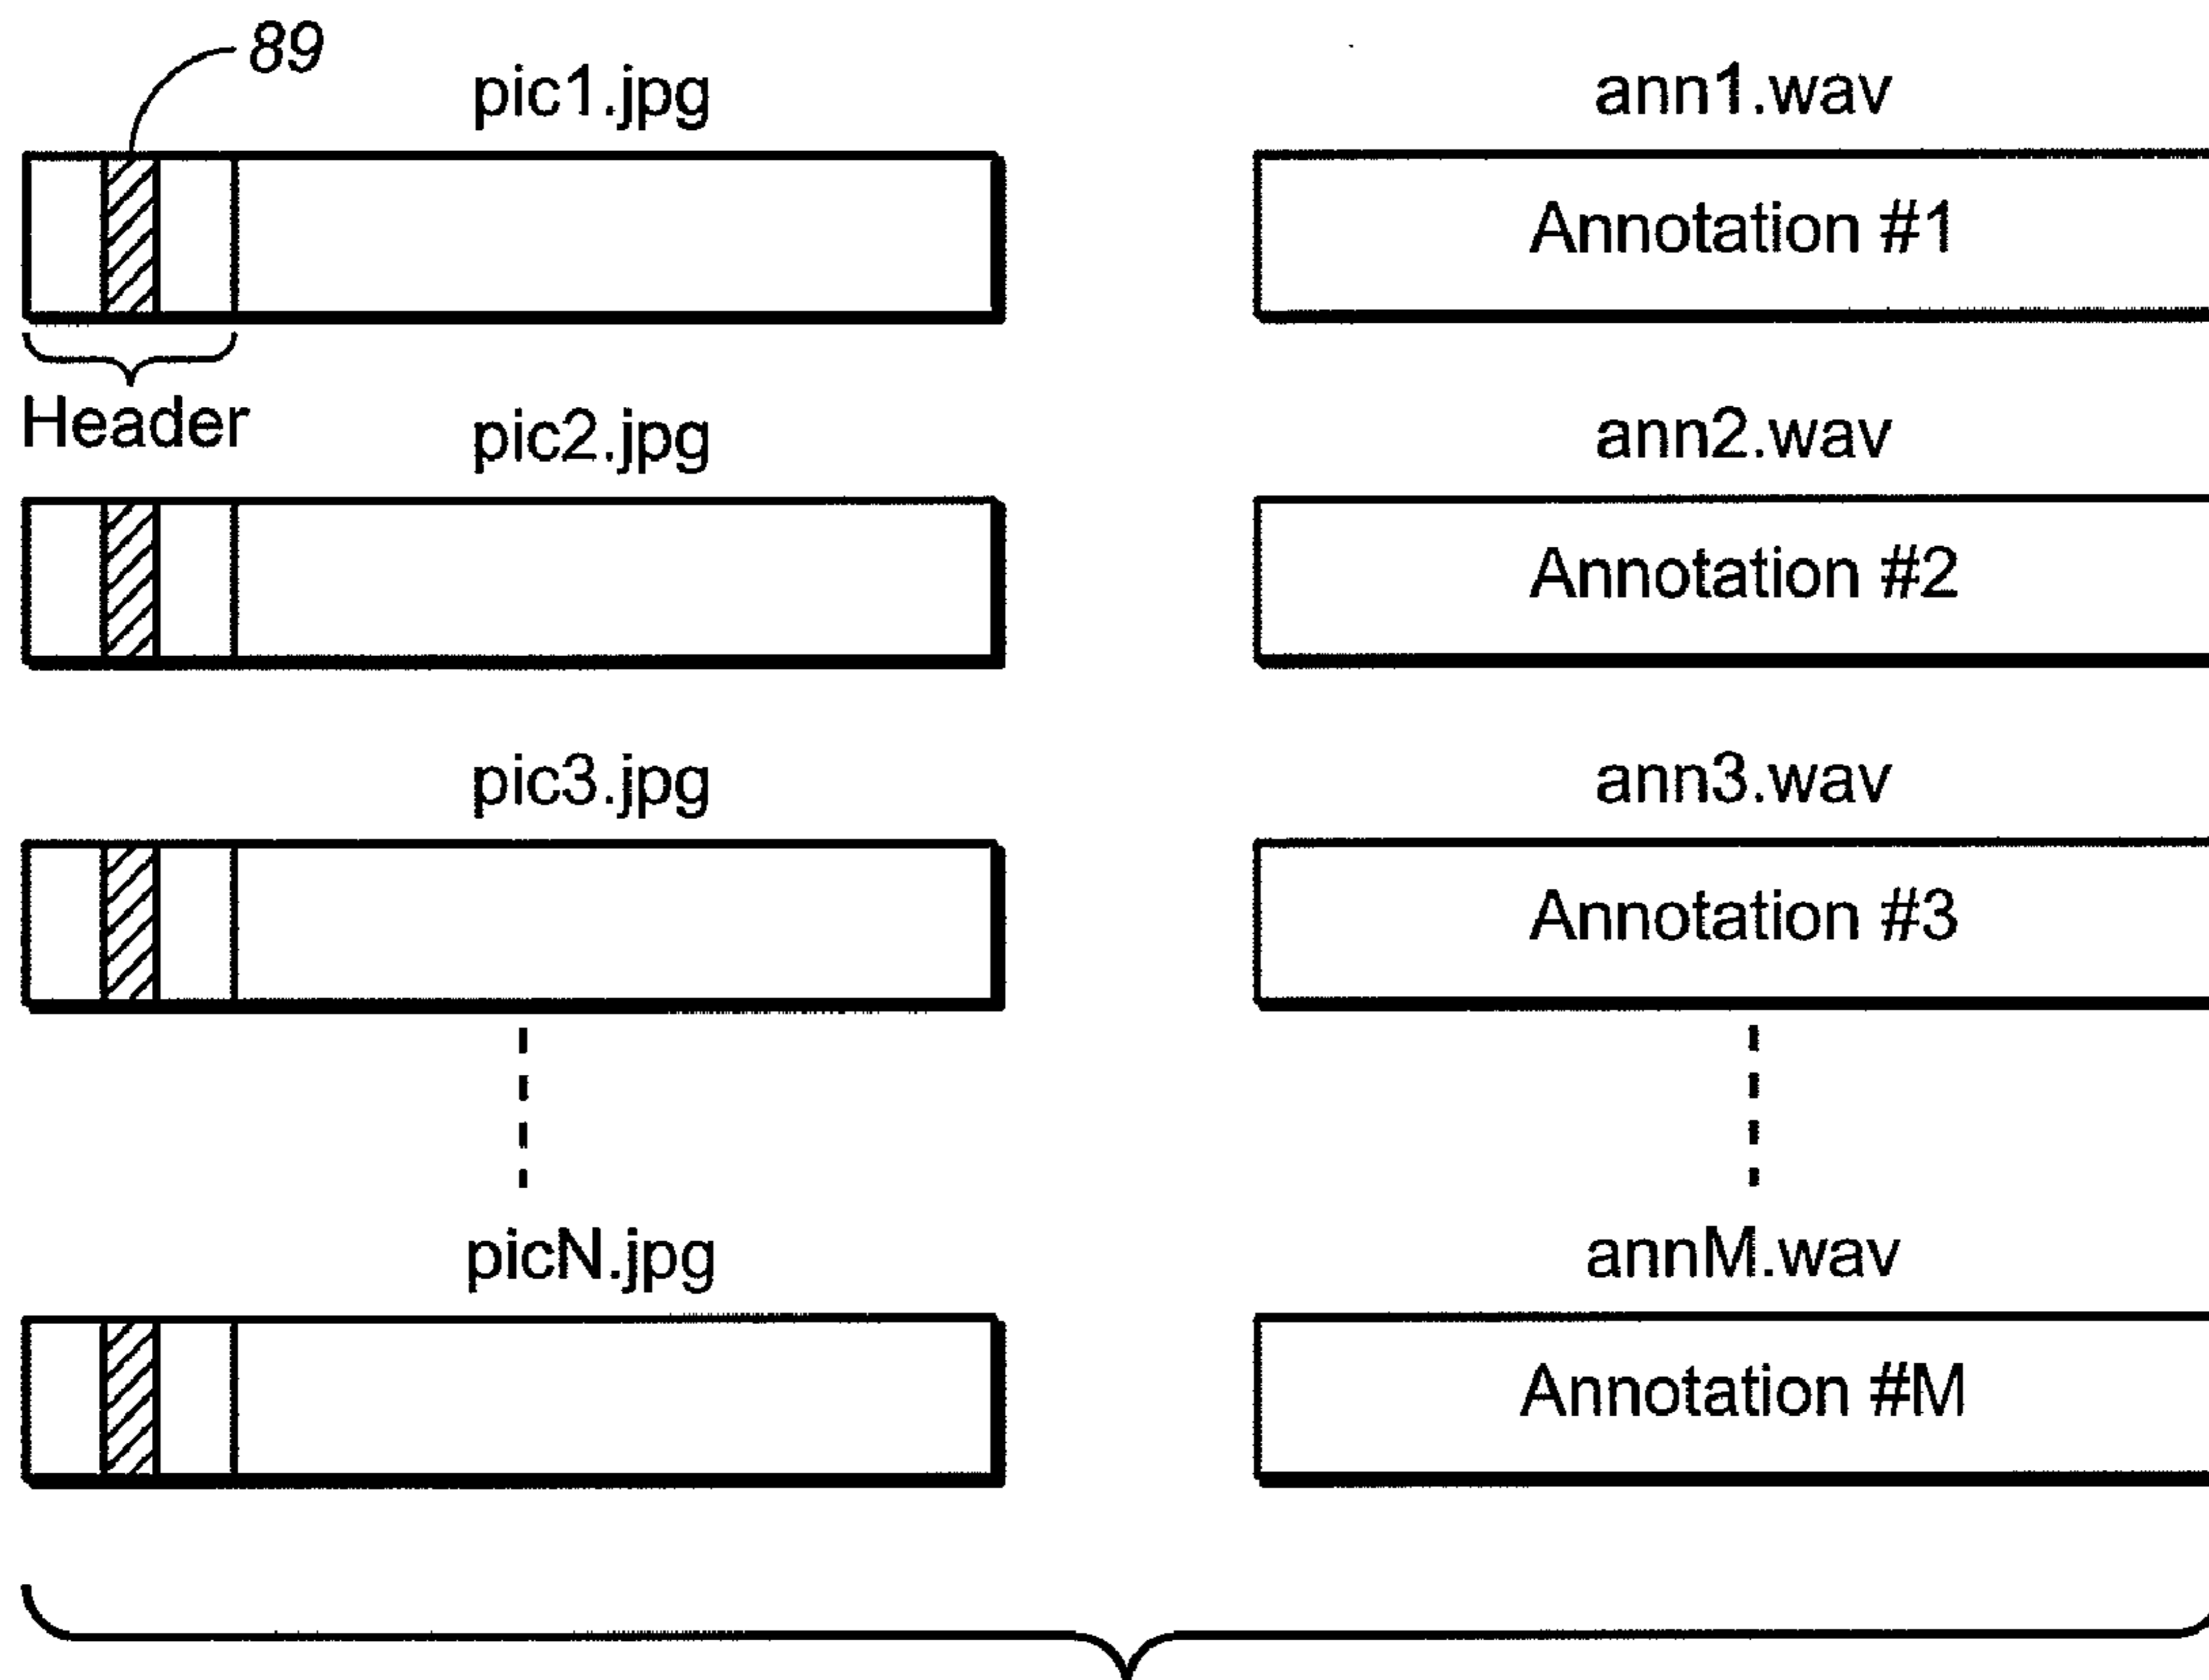 89
pic1.jpg ann1.wav
Annotation #1
Header
pic2.jpg ann2.wav
Annotation #2
pic3.jpg ann3.wav
Annotation #3
picN.jpg annM.wav
Annotation #M